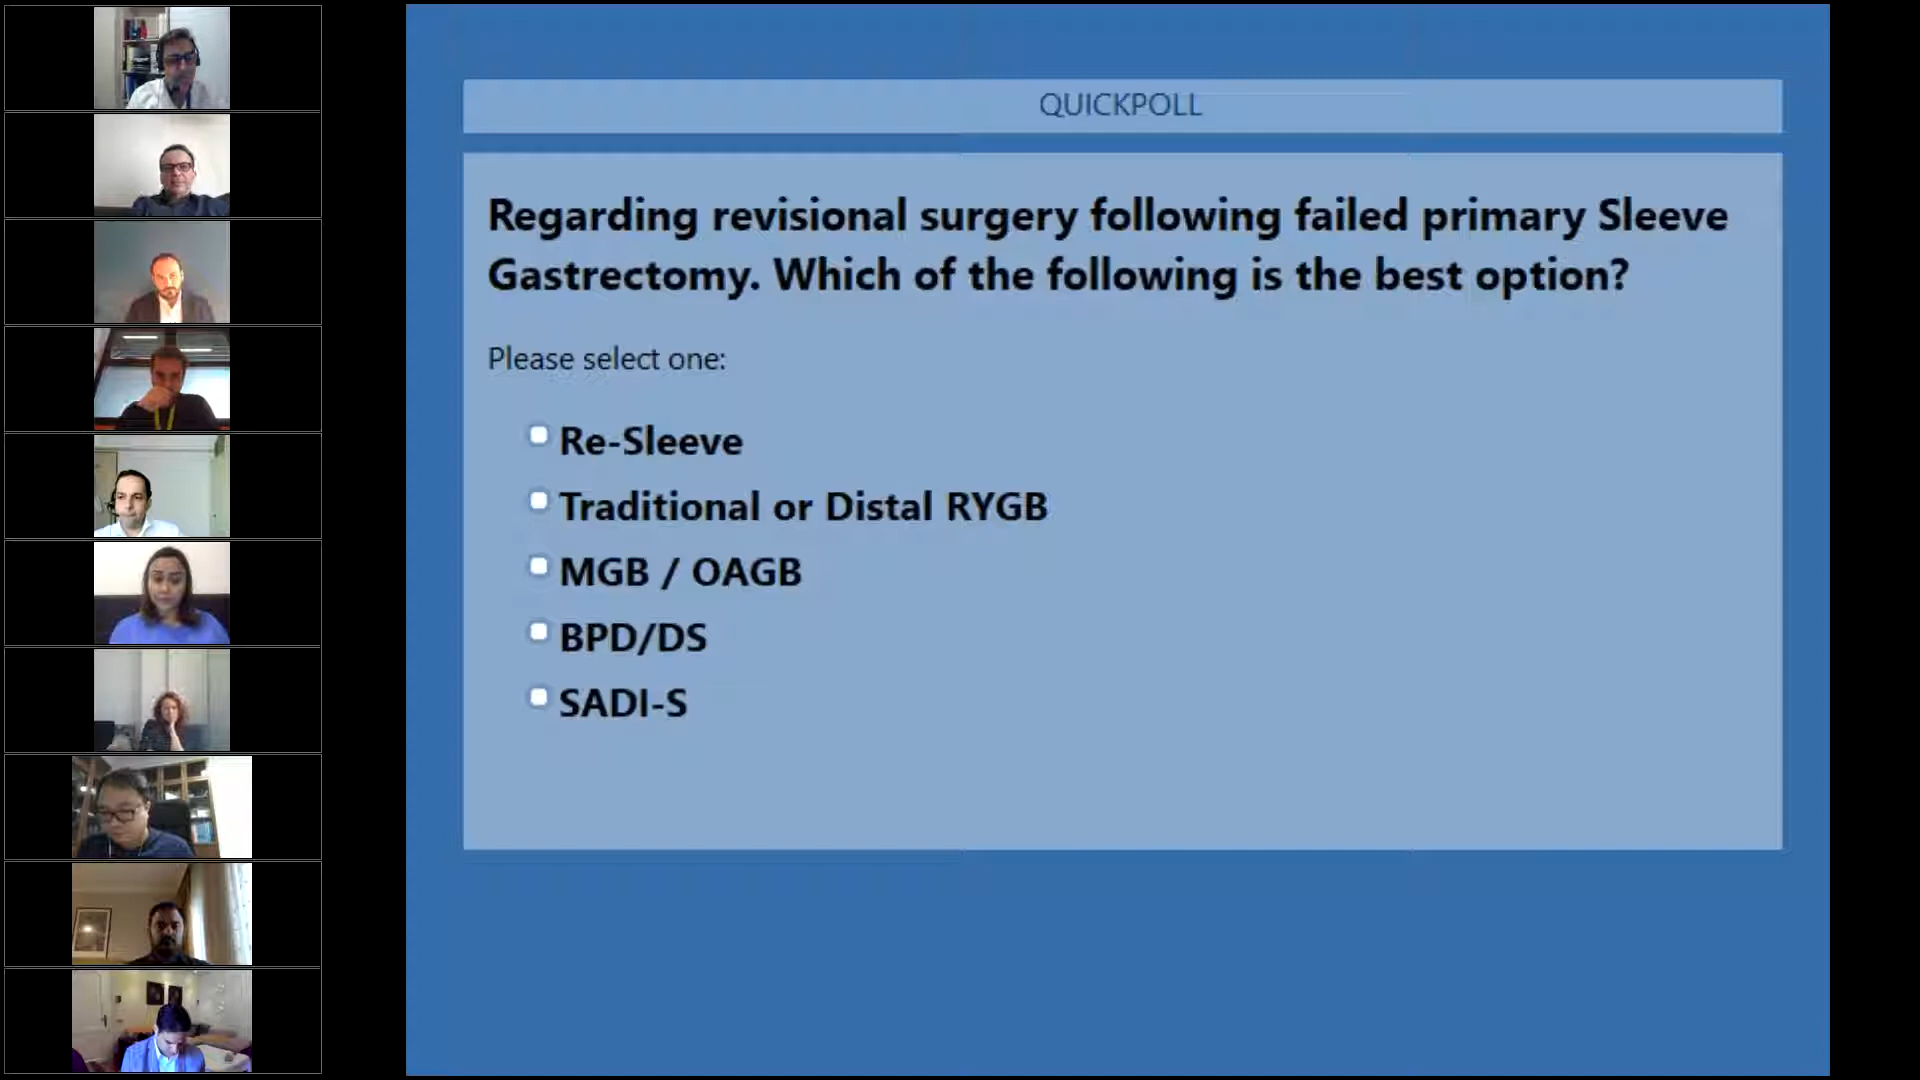 QUICKPOLL
Regarding revisional surgery following failed primary Sleeve
Gastrectomy. Which of the following is the best option?
Please select one:
Re-Sleeve
Traditional or Distal RYGB
MGB / OAGB
BPD/DS
SADI-S